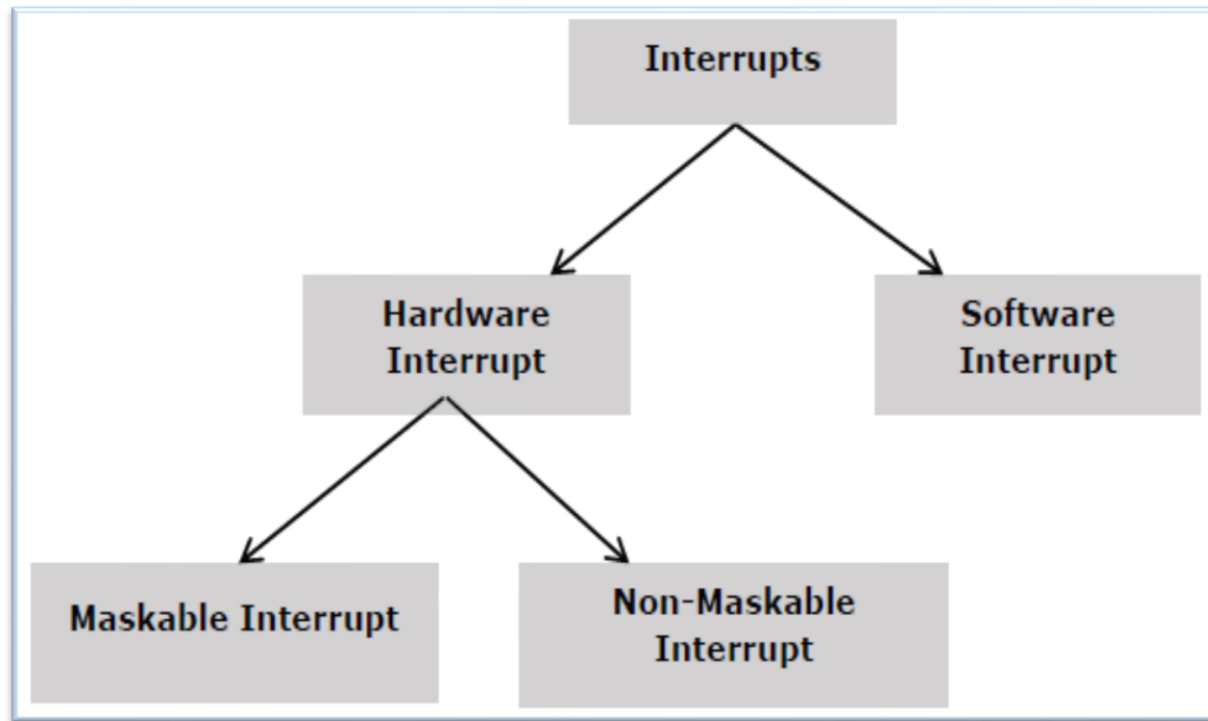 Interrupts
Hardware
Interrupt
Software
Interrupt
Maskable Interrupt
Non-Maskable
Interrupt